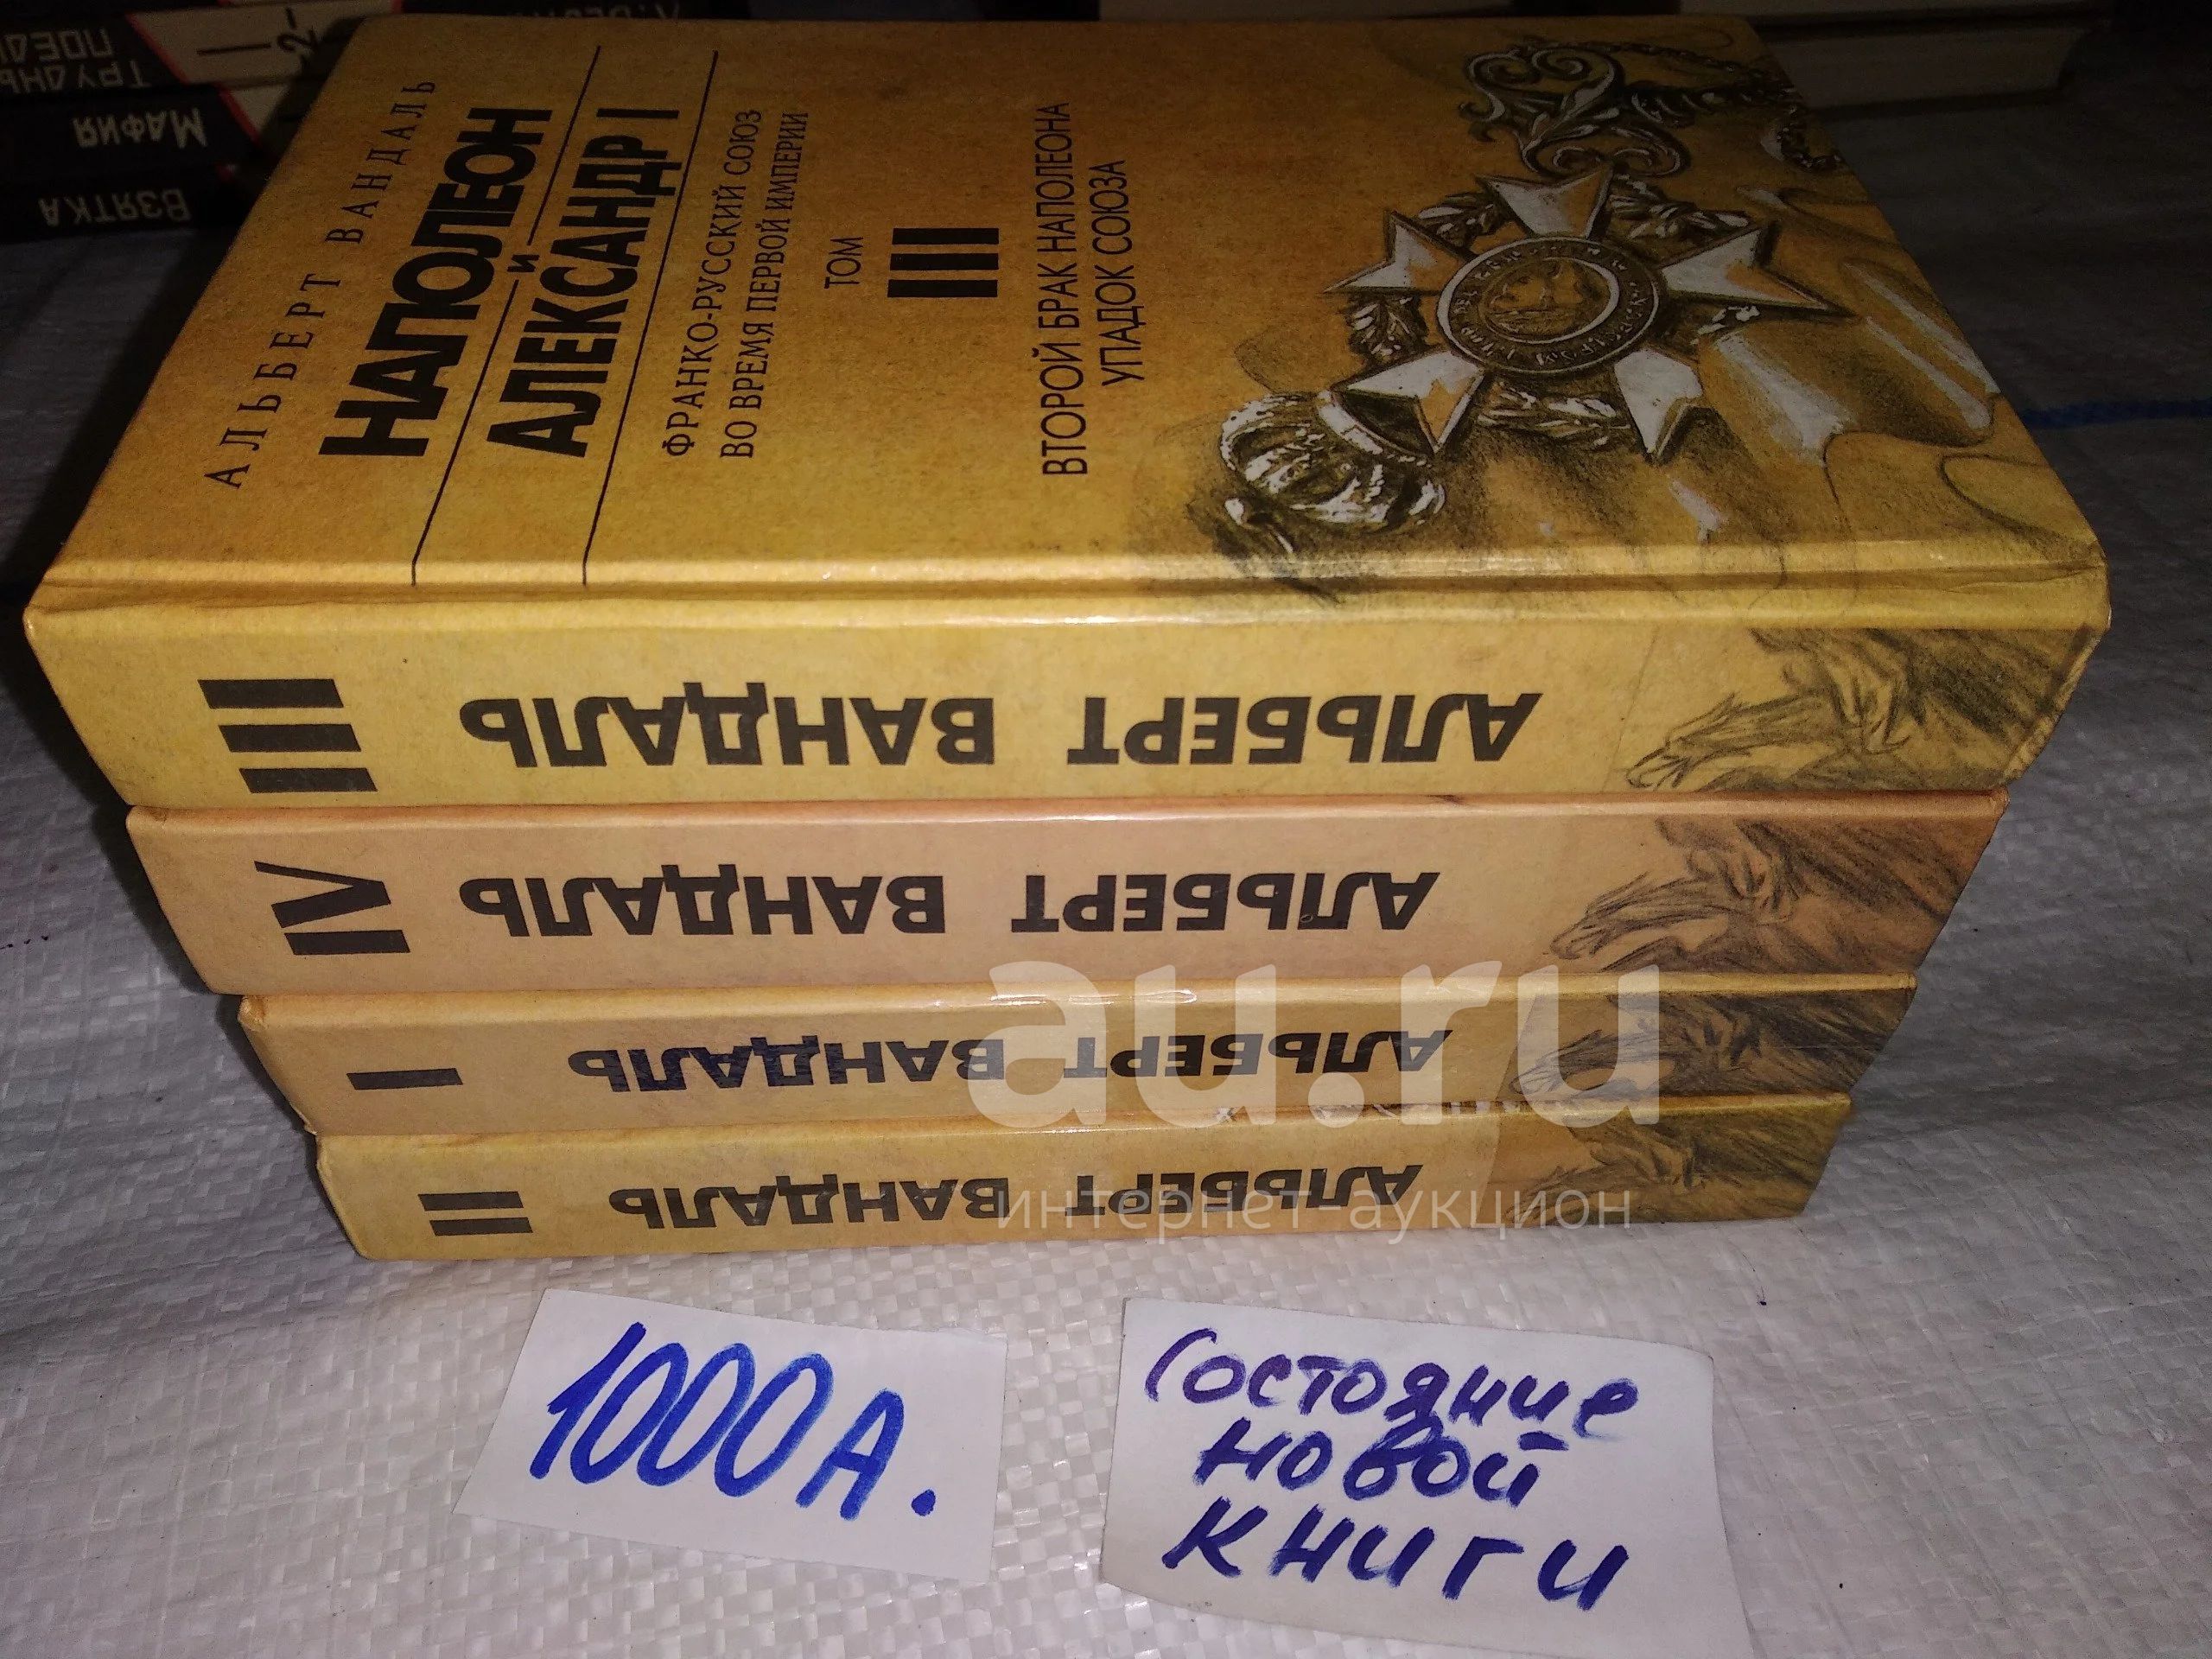 АЛЬБЕРТ ВАНДАЛЬ
НАПОЛЕОН
И
АЛЕКСАНДР I
ФРАНКО-РУССКИЙ СОЮЗ
ВО ВРЕМЯ ПЕРВОЙ ИМПЕРИИ
ТОМ
III
ВТОРОЙ БРАК НАПОЛЕОНА
УПАДОК СОЮЗА
АЛЬБЕРТ ВАНДАЛЬ III
АЛЬБЕРТ ВАНДАЛЬ IV
АЛЬБЕРТ ВАНДАЛЬ I
АЛЬБЕРТ ВАНДАЛЬ II
МАФИЯ
ВЗЯТКА
au.ru
интернет-аукцион
1000А.
Состояние
новой
книги